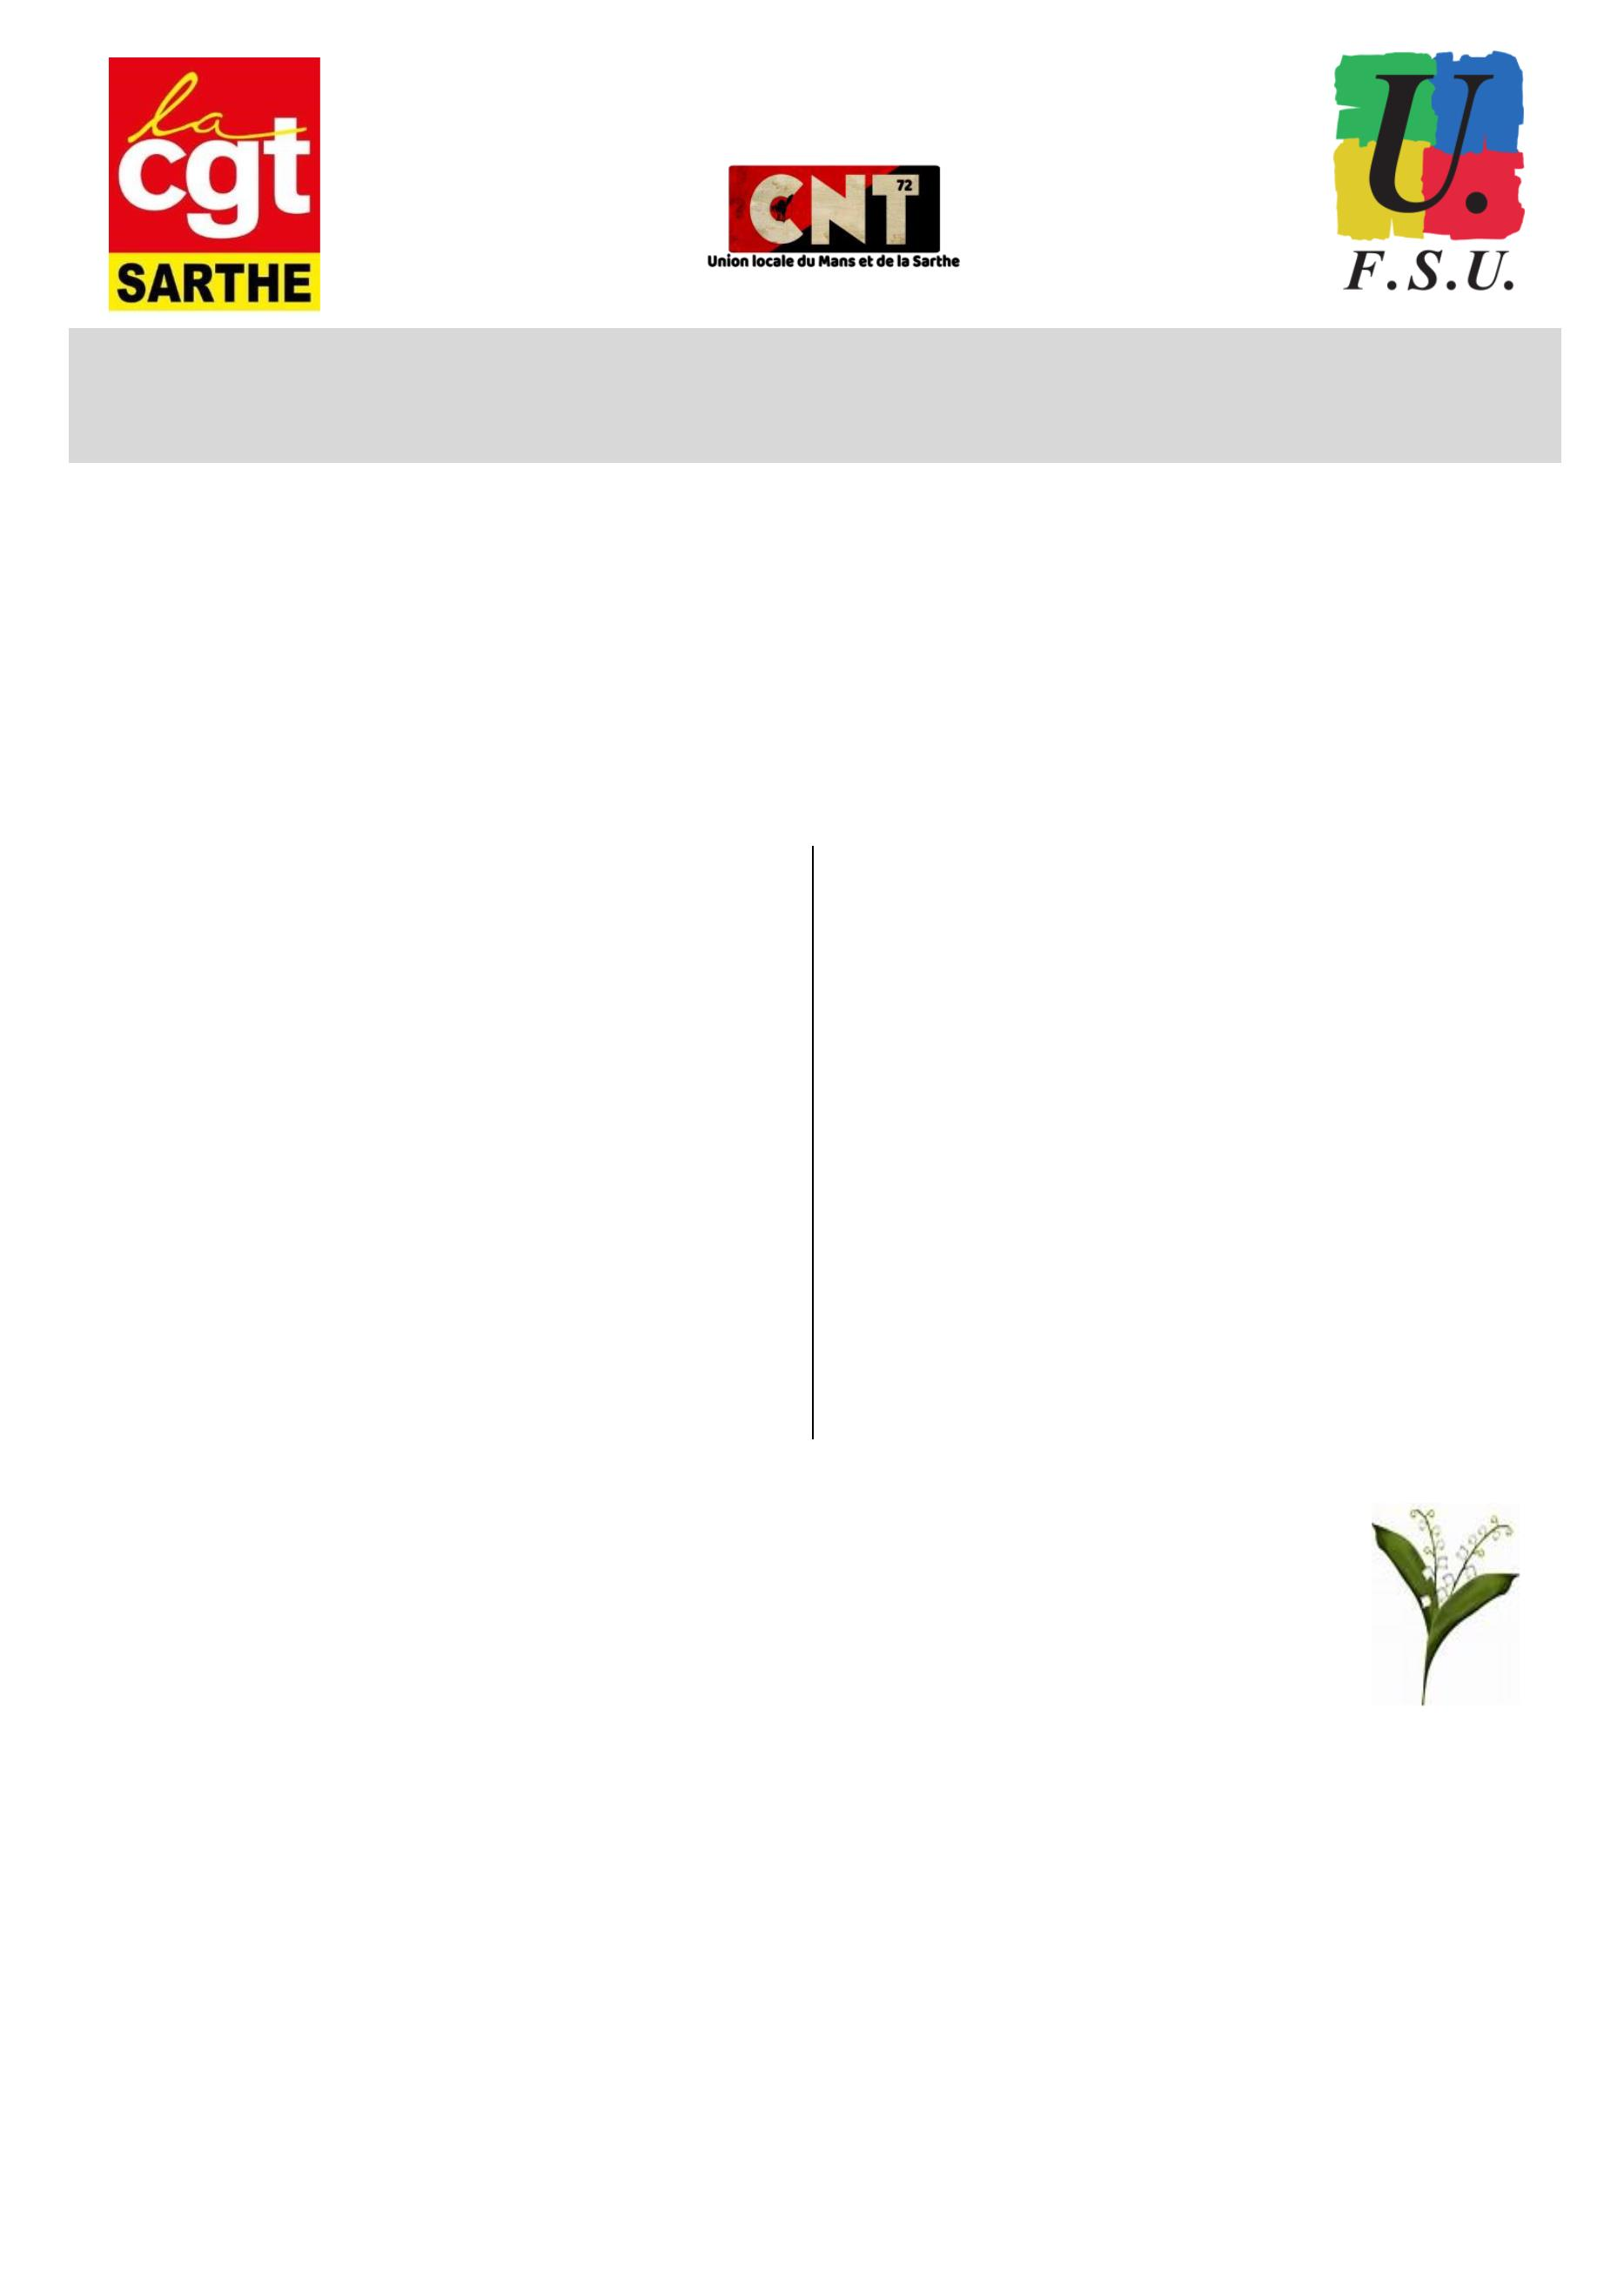 la
cgt
SARTHE
CNT
72
Union locale du Mans et de la Sarthe
U.
F.S.U.